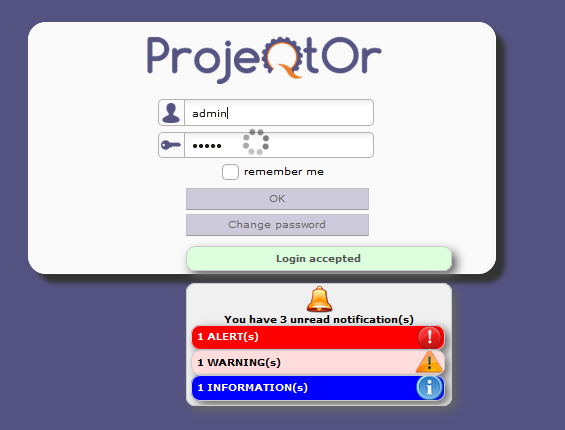 ProjeQtOr
admin
•••••
remember me
OK
Change password
Login accepted
You have 3 unread notification(s)
1 ALERT(s)
1 WARNING(s)
1 INFORMATION(s)